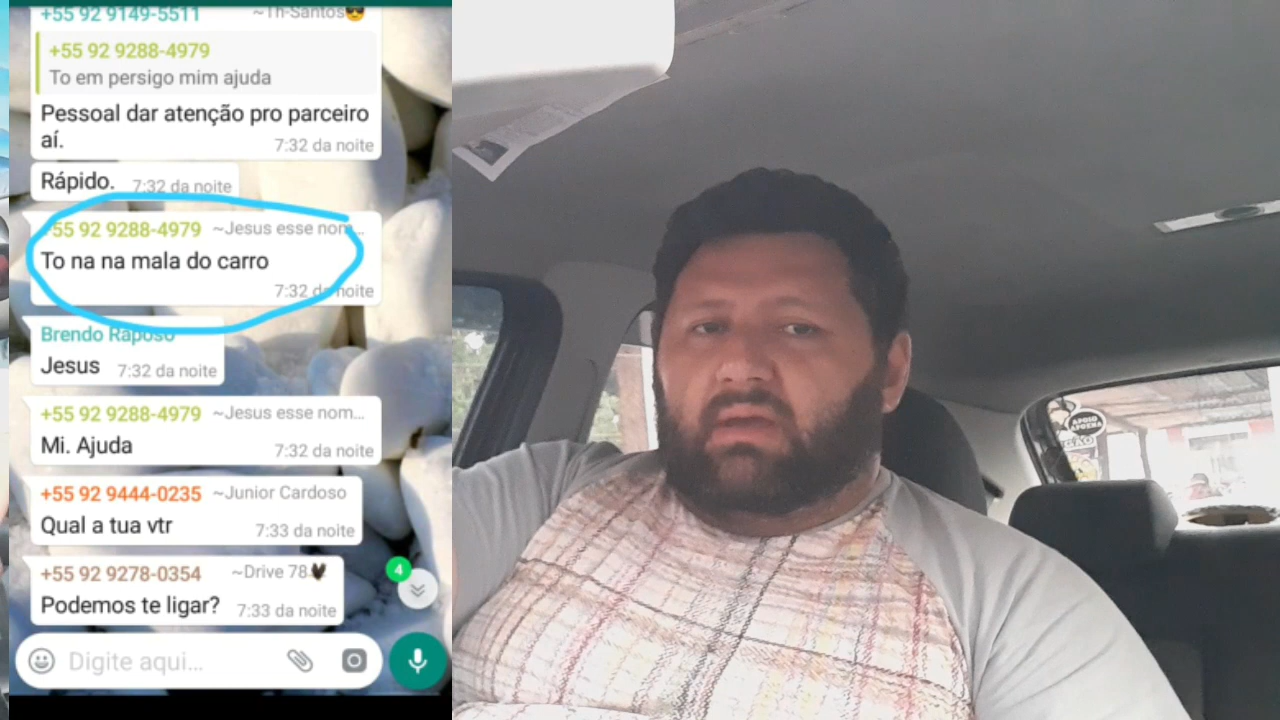 +55 92 9149-5511 ~Th-Santos😎
+55 92 9288-4979
To em persigo mim ajuda
Pessoal dar atenção pro parceiro
aí.
7:32 da noite
Rápido. 7:32 da noite
+55 92 9288-4979 ~Jesus esse nom...
To na na mala do carro
7:32 da noite
Brendo Raposo
Jesus 7:32 da noite
+55 92 9288-4979 ~Jesus esse nom...
Mi. Ajuda 7:32 da noite
+55 92 9444-0235 ~Junior Cardoso
Qual a tua vtr 7:33 da noite
+55 92 9278-0354 ~Drive 78
Podemos te ligar? 7:33 da noite
4
Digite aqui...
APOIO